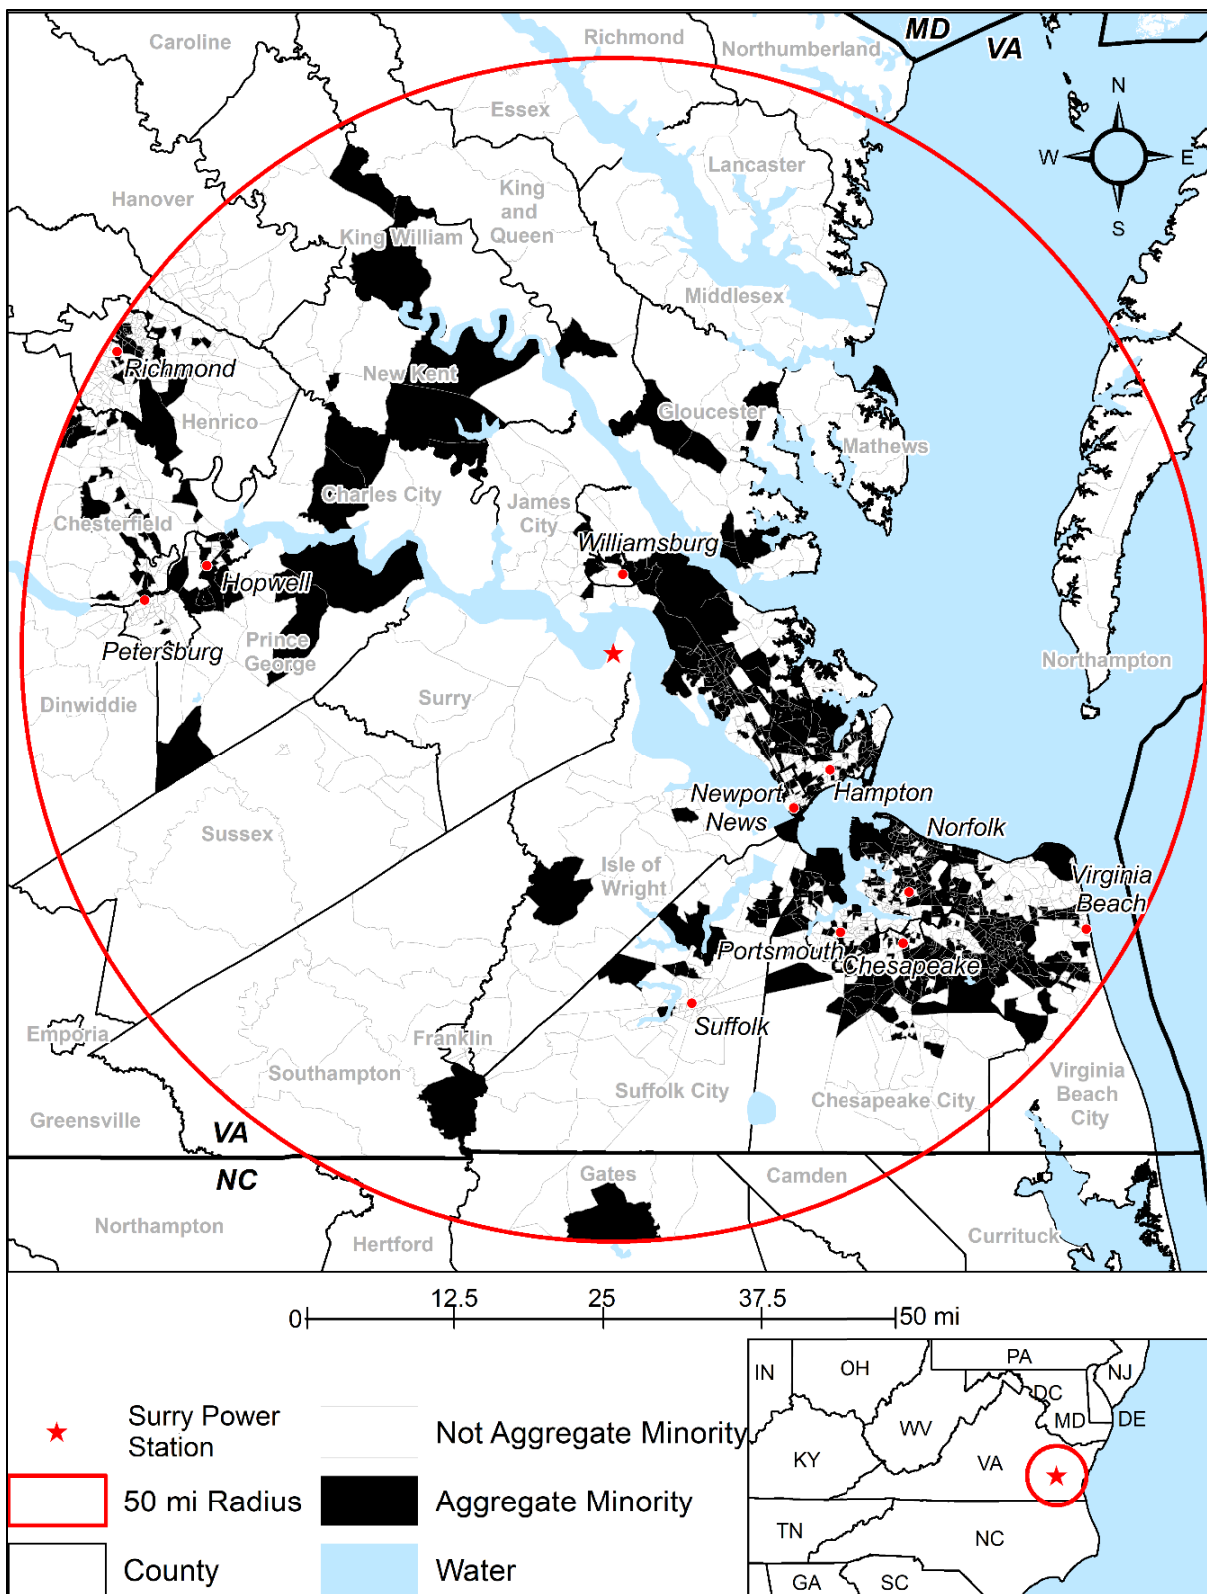 Caroline
Richmond
Northumberland
MD
VA
Essex
N
W
E
S
Lancaster
Hanover
King
and
Queen
King William
Middlesex
Richmond
New Kent
Henrico
Gloucester
Mathews
Charles City
James
City
Chesterfield
Williamsburg
Hopwell
Petersburg
Prince
George
Northampton
Dinwiddie
Surry
Newport
News
Hampton
Norfolk
Sussex
Isle of
Wright
Virginia
Beach
Portsmouth
Chesapeake
Suffolk
Emporia
Franklin
Southampton
Suffolk City
Chesapeake City
Virginia
Beach
City
Greensville
VA
NC
Gates
Camden
Northampton
Hertford
Currituck
0
12.5
25
37.5
50 mi
Surry Power
Station
Not Aggregate Minority
50 mi Radius
Aggregate Minority
County
Water
IN
OH
PA
NJ
DC
MD
DE
WV
KY
VA
TN
NC
GA
SC